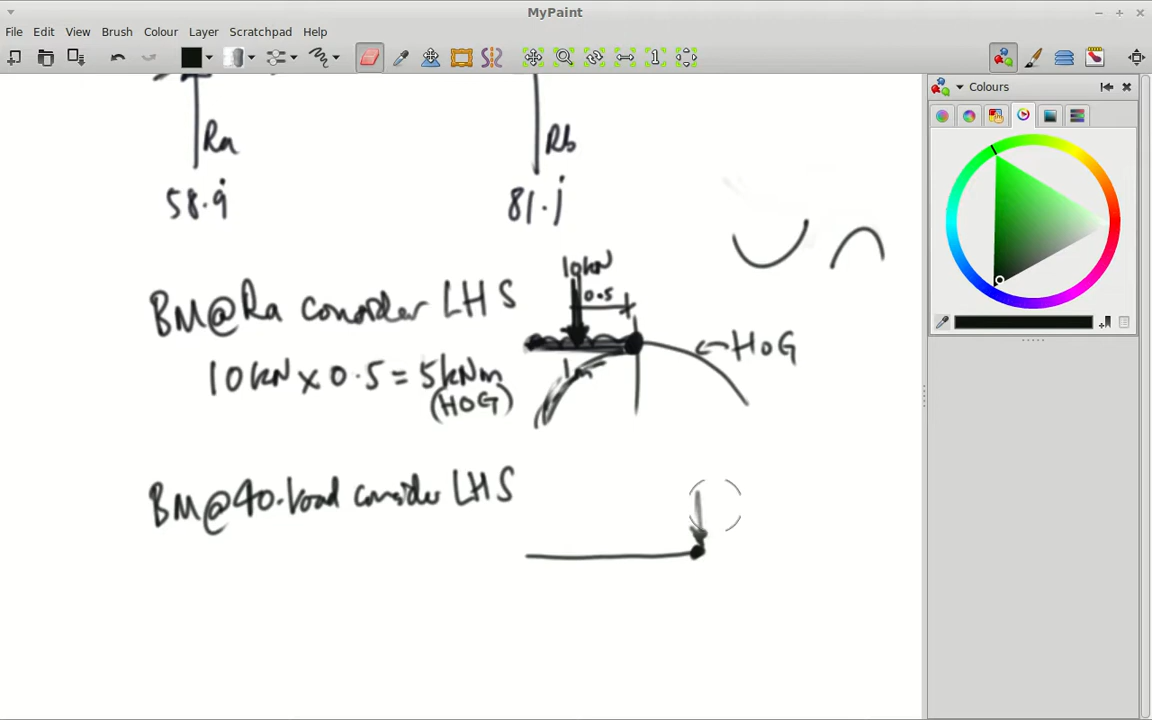 MyPaint
File Edit View Brush Colour Layer Scratchpad Help
Colours
Ra
Rb
58.9
81.1
10kN
0.5
BM@Ra consider LHS
1m
HOG
10kN x 0.5 = 5kNm
(HOG)
BM@40.Load consider LHS